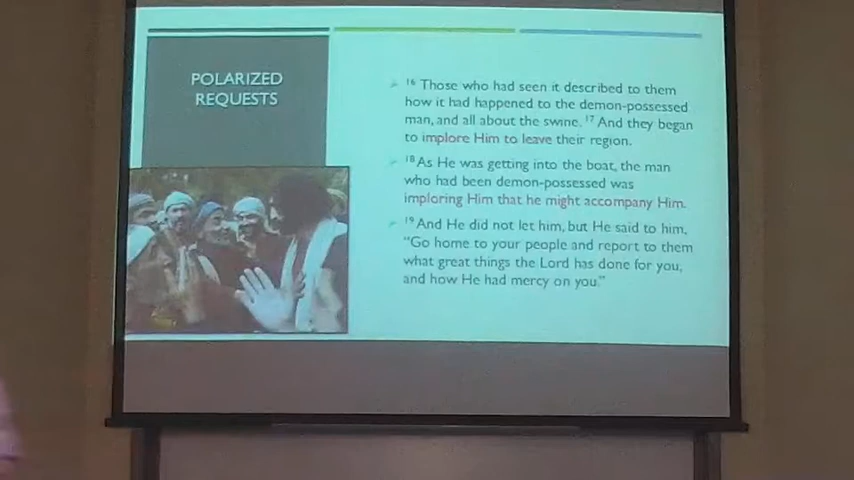 POLARIZED
REQUESTS
16 Those who had seen it described to them
how it had happened to the demon-possessed
man, and all about the swine. 17 And they began
to implore Him to leave their region.
18 As He was getting into the boat, the man
who had been demon-possessed was
imploring Him that he might accompany Him.
19 And He did not let him, but He said to him,
"Go home to your people and report to them
what great things the Lord has done for you,
and how He had mercy on you."